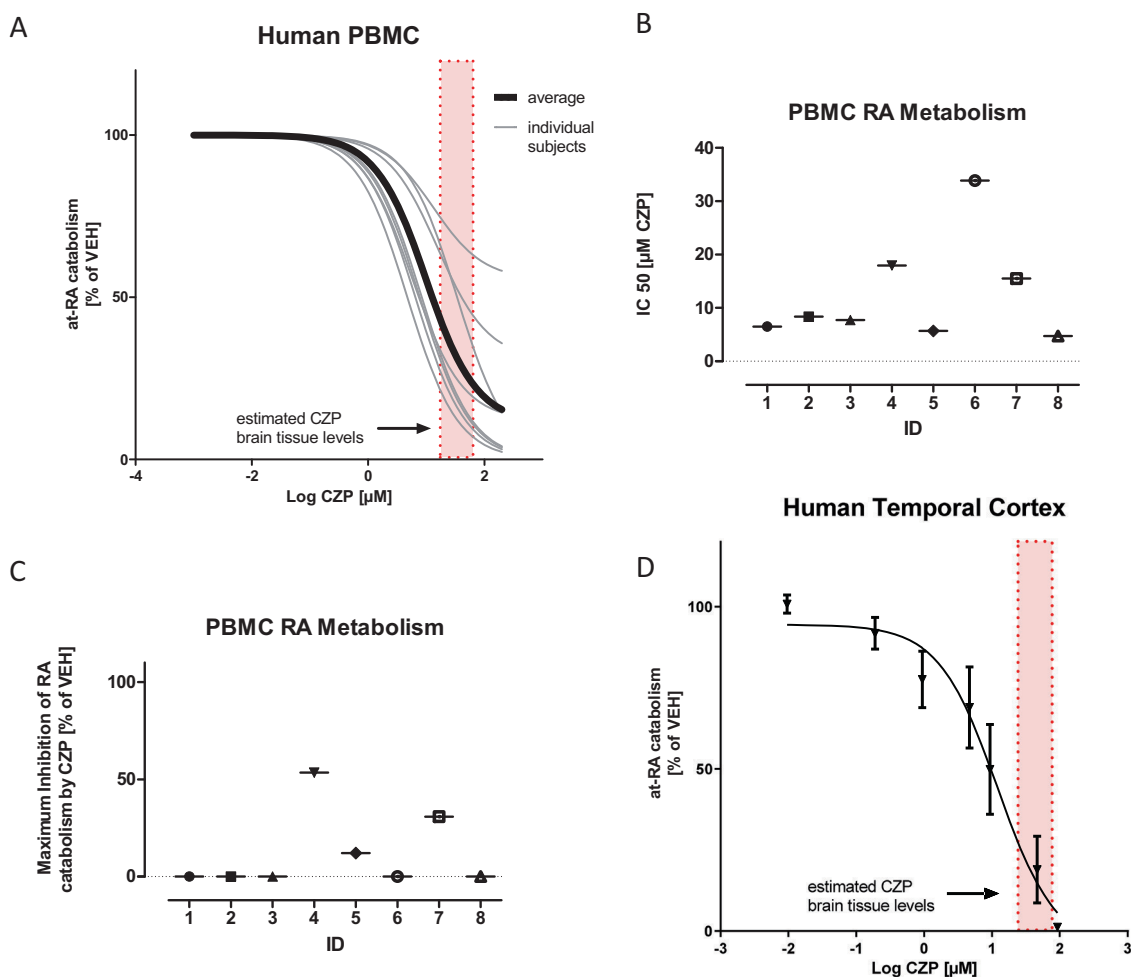 A
Human PBMC
average
individual
subjects
100
50
0
at-RA catabolism
[% of VEH]
estimated CZP
brain tissue levels
-4
-2
0
2
Log CZP [µM]
B
PBMC RA Metabolism
40
30
20
10
0
IC 50 [µM CZP]
1 2 3 4 5 6 7 8
ID
C
PBMC RA Metabolism
100
50
0
Maximum Inhibition of RA
catabolism by CZP [% of VEH]
1 2 3 4 5 6 7 8
ID
Human Temporal Cortex
D
100
50
0
at-RA catabolism
[% of VEH]
estimated CZP
brain tissue levels
-3 -2 -1 0 1 2 3
Log CZP [µM]